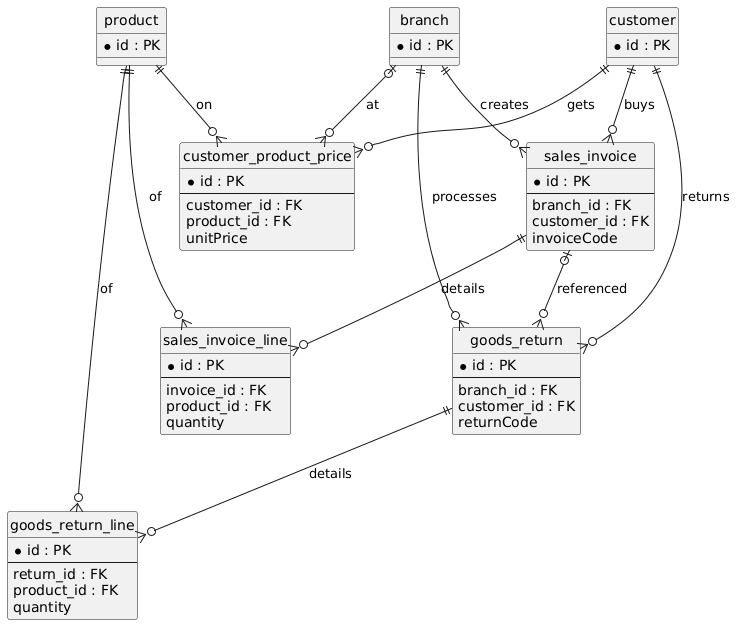 product
* id : PK
branch
* id : PK
customer
* id : PK
on
at
creates
gets
buys
customer_product_price
* id : PK
customer_id : FK
product_id : FK
unitPrice
sales_invoice
* id : PK
branch_id : FK
customer_id : FK
invoiceCode
of
processes
returns
of
details
referenced
sales_invoice_line
* id : PK
invoice_id : FK
product_id : FK
quantity
goods_return
* id : PK
branch_id : FK
customer_id : FK
returnCode
details
goods_return_line
* id : PK
return_id : FK
product_id : FK
quantity